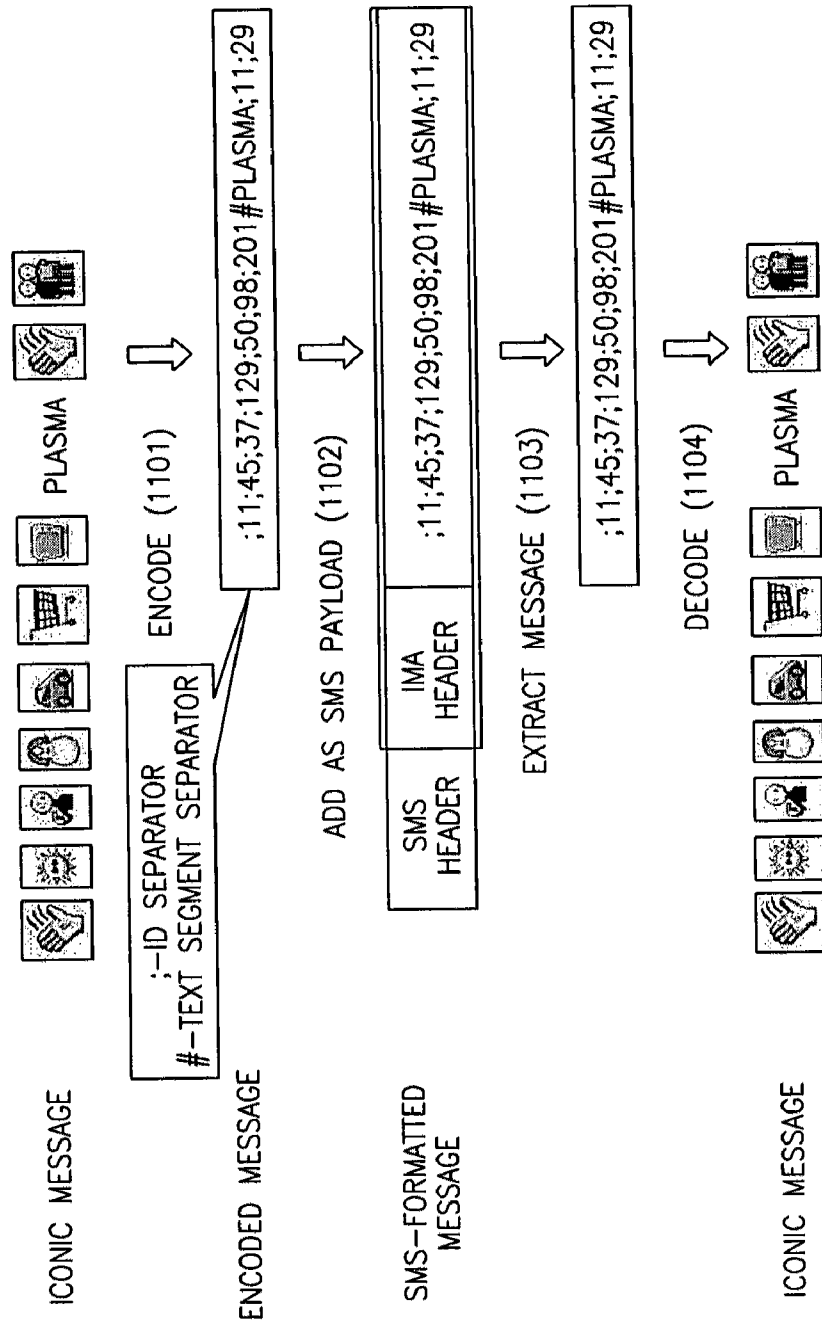 ICONIC MESSAGE
PLASMA
ENCODE (1101)
;-ID SEPARATOR
#-TEXT SEGMENT SEPARATOR
ENCODED MESSAGE
;11;45;37;129;50;98;201#PLASMA;11;29
ADD AS SMS PAYLOAD (1102)
SMS-FORMATTED
MESSAGE
SMS
HEADER
IMA
HEADER
;11;45;37;129;50;98;201#PLASMA;11;29
EXTRACT MESSAGE (1103)
;11;45;37;129;50;98;201#PLASMA;11;29
DECODE (1104)
ICONIC MESSAGE
PLASMA